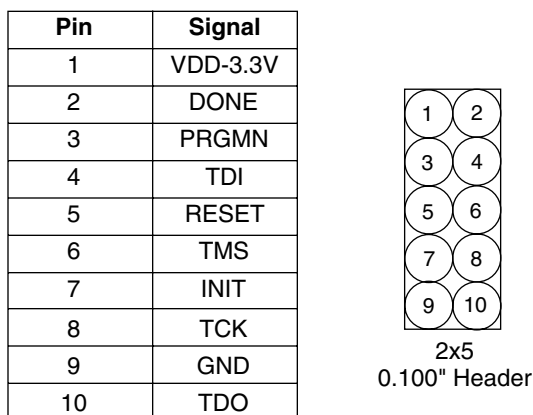 Pin Signal
1 VDD-3.3V
2 DONE
3 PRGMN
4 TDI
5 RESET
6 TMS
7 INIT
8 TCK
9 GND
10 TDO
1 2
3 4
5 6
7 8
9 10
2x5
0.100" Header